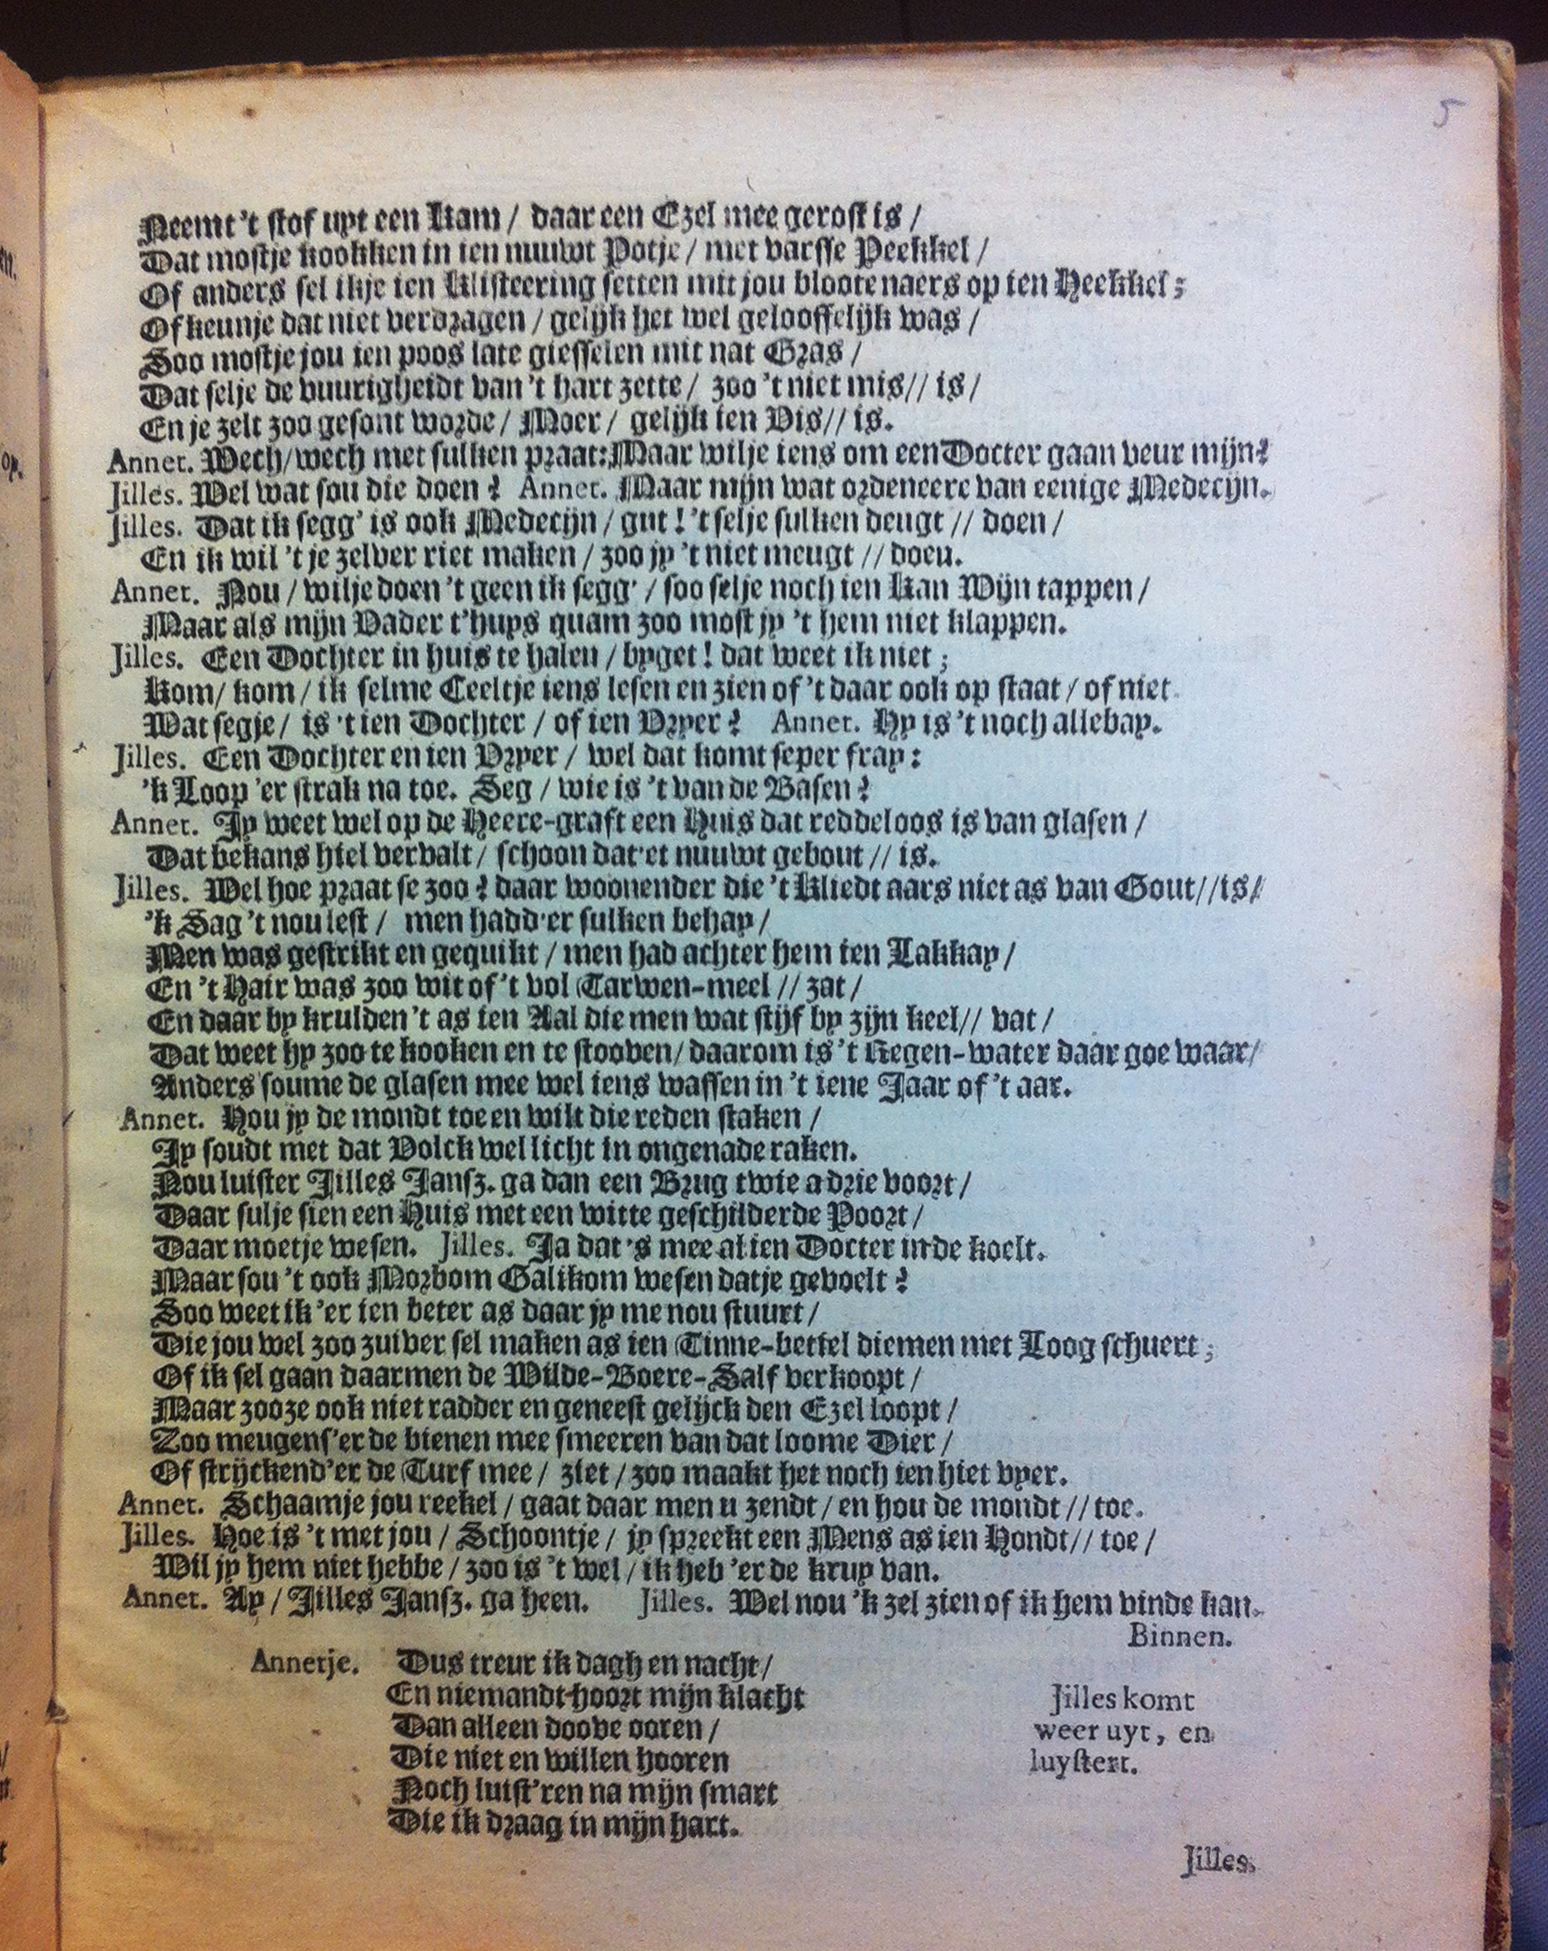 5
Neemt 't stof uyt een Kam / daar een Ezel mee gerost is /
Dat mostje kookken in ien nuuwt Potje / met varsse Peekkel /
Of anders sel ikje ien Klisteering setten mit jou bloote naers op ien Heekkel ;
Of keunje dat niet verdragen / gelijk het wel gelooffelijk was /
Soo mostje jou ien poos late giesselen mit nat Gras /
Dat selje de vuurigheidt van 't hart zette / zoo 't niet mis // is /
En je zelt zoo gesont worde / Moer / gelijk ien Vis // is.
Annet. Wech / wech met sulken praat : Maar wilje iens om een Docter gaan veur mijn ?
Jilles. Wel wat sou die doen ? Annet. Maar mijn wat ordeneere van eenige Medecijn.
Jilles. Dat ik segg' is ook Medecijn / gut ! 't selje sulken deugt // doen /
En ik wil 't je zelver riet maken / zoo jy 't niet meugt // doen.
Annet. Nou / wilje doen 't geen ik segg' / soo selje noch ien Kan Wijn tappen /
Maar als mijn Vader t'huys quam zoo most jy 't hem niet klappen.
Jilles. Een Dochter in huis te halen / byget ! dat weet ik niet ;
Kom / kom / ik selme Ceeltje iens lesen en zien of 't daar ook op staat / of niet
Wat segje / is 't ien Dochter / of ien Vryer ? Annet. Hy is 't noch allebay.
Jilles. Een Dochter en ien Vryer / wel dat komt seper fray :
'k Loop 'er strak na toe. Seg / wie is 't van de Basen ?
Annet. Jy weet wel op de Heere-graft een Huis dat reddeloos is van glasen /
Dat bekans hiel vervalt / schoon dat'et nuuwt gebout // is.
Jilles. Wel hoe praat se zoo ? daar woonender die 't Kliedt aars niet as van Gout // is /
'k Sag 't nou lest / men hadd'er sulken behay /
Men was gestrikt en gequikt / men had achter hem ien Lakkay /
En 't Hair was zoo wit of 't vol Tarwen-meel // zat /
En daar by krulden 't as ien Aal die men wat stijf by zijn keel // vat /
Dat weet hy zoo te kooken en te stooven / daarom is 't Regen-water daar goe waar /
Anders soume de glasen mee wel iens wassen in 't iene Jaar of 't aar.
Annet. Hou jy de mondt toe en wilt die reden staken /
Jy soudt met dat Volck wel licht in ongenade raken.
Nou luister Jilles Jansz. ga dan een Brug twie a drie voort /
Daar sulje sien een Huis met een witte geschilderde Poort /
Daar moetje wesen. Jilles. Ja dat 's mee al ien Docter in de koelt.
Maar sou 't ook Morbom Galikom wesen datje gevoelt ?
Soo weet ik 'er ien beter as daar jy me nou stuurt /
Die jou wel zoo zuiver sel maken as ien Tinne-bettel diemen met Loog schuert ;
Of ik sel gaan daarmen de Wilde-Boere-Salf verkoopt /
Maar zooze ook niet radder en geneest gelijck den Ezel loopt /
Zoo meugens'er de bienen mee smeeren van dat loome Dier /
Of strijckend'er de Turf mee / ziet / zoo maakt het noch ien hiet vyer.
Annet. Schaamje jou reekel / gaat daar men u zendt / en hou de mondt // toe.
Jilles. Hoe is 't met jou / Schoontje / jy spreekt een Mens as ien Hondt // toe /
Wil jy hem niet hebbe / zoo is 't wel / ik heb 'er de kruy van.
Annet. Ay / Jilles Jansz. ga heen. Jilles. Wel nou 'k zel zien of ik hem vinde kan.
Binnen.
Annetje. Dus treur ik dagh en nacht /
En niemandt hoort mijn klacht
Dan alleen doove ooren /
Die niet en willen hooren
Noch luist'ren na mijn smart
Die ik draag in mijn hart.
Jilles komt
weer uyt, en
luystert.
Jilles.